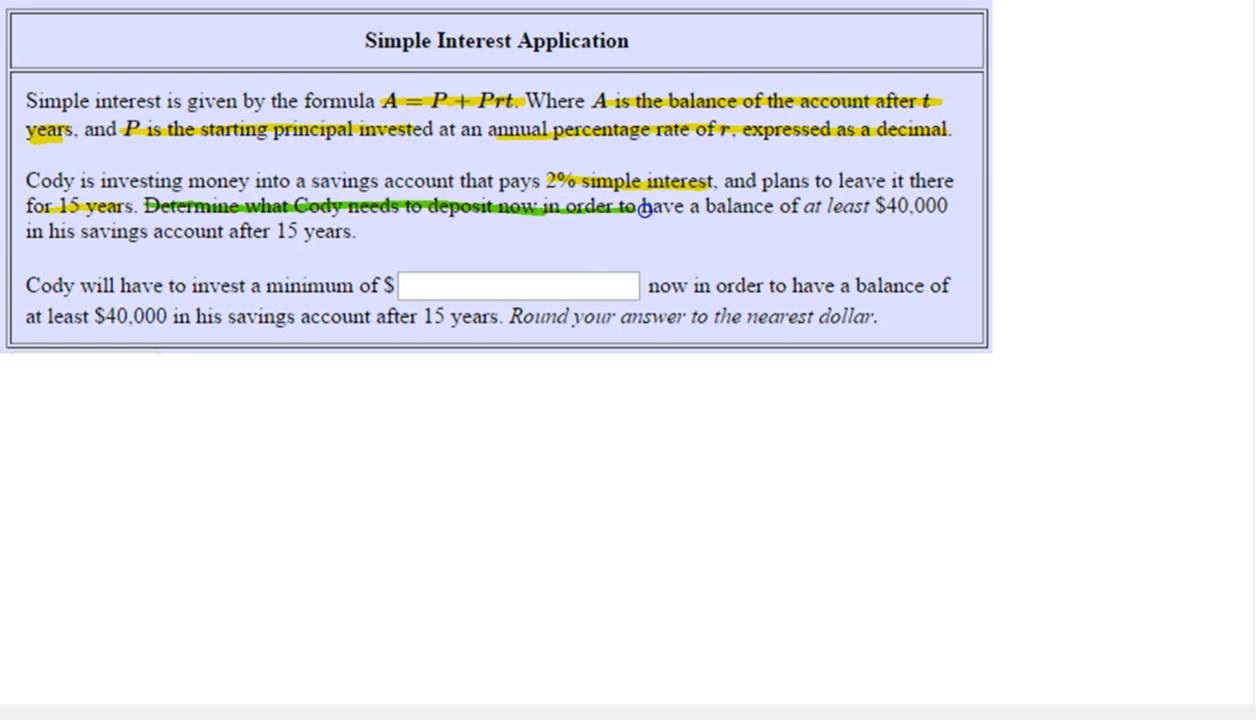 Simple Interest Application
Simple interest is given by the formula A = P + Prt. Where A is the balance of the account after t
years, and P is the starting principal invested at an annual percentage rate of r, expressed as a decimal.
Cody is investing money into a savings account that pays 2% simple interest, and plans to leave it there
for 15 years. Determine what Cody needs to deposit now in order to have a balance of at least $40,000
in his savings account after 15 years.
Cody will have to invest a minimum of $ now in order to have a balance of
at least $40,000 in his savings account after 15 years. Round your answer to the nearest dollar.